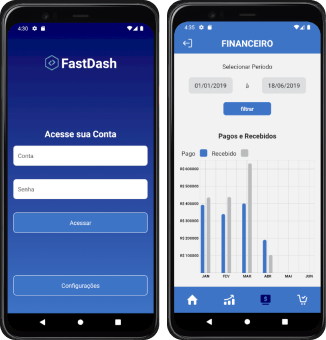 4:30
FastDash
Acesse sua Conta
Conta
Senha
Acessar
Configurações
4:35
FINANCEIRO
Selecionar Período
01/01/2019 à 18/06/2019
filtrar
Pagos e Recebidos
Pago Recebido
R$ 600000
R$ 500000
R$ 400000
R$ 300000
R$ 200000
R$ 100000
JAN FEV MAR ABR MAI JUN